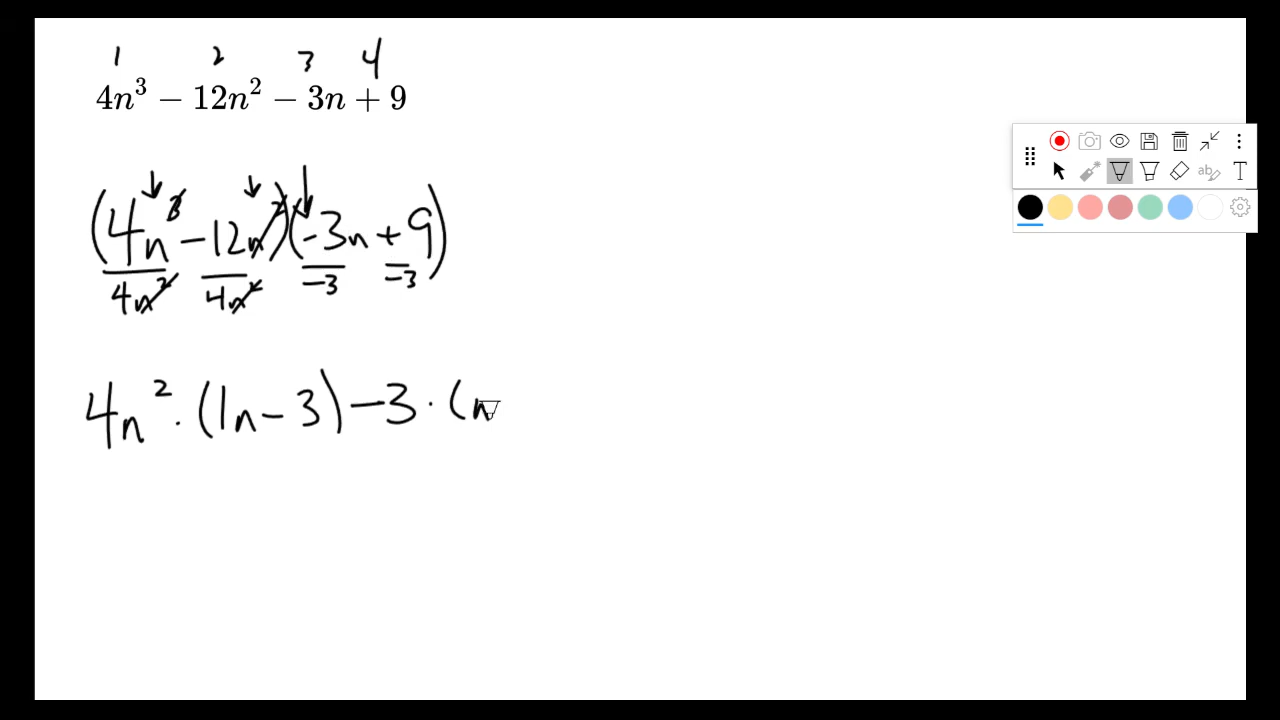 1 2 3 4
4n³ − 12n² − 3n + 9
(4n³ − 12n²)(−3n + 9)
4n² 4n² −3 −3
4n² · (1n − 3) − 3 · (n
ab T